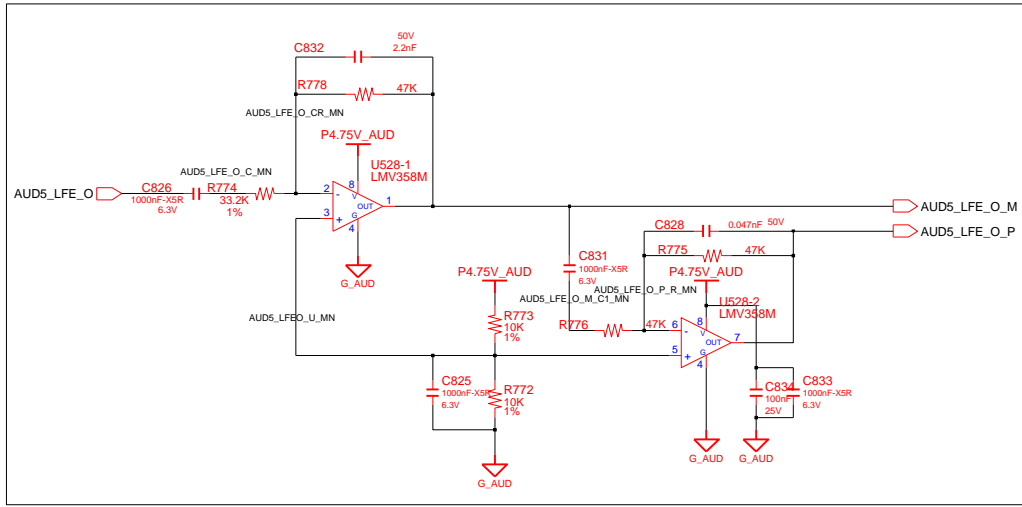 50V
C832
2.2nF
R778
47K
AUD5_LFE_O_CR_MN
P4.75V_AUD
AUD5_LFE_O_C_MN
U528-1
LMV358M
AUD5_LFE_O
C826
1000nF-X5R
6.3V
R774
33.2K
1%
2
-
8
V
OUT
1
3
+
G
4
G_AUD
AUD5_LFE_O_M
AUD5_LFE_O_P
C828
0.047nF
50V
R775
47K
C831
1000nF-X5R
6.3V
P4.75V_AUD
P4.75V_AUD
AUD5_LFE_O_P_R_MN
AUD5_LFE_O_M_C1_MN
U528-2
LMV358M
AUD5_LFEO_U_MN
R773
10K
1%
R776
47K
6
-
8
V
OUT
7
5
+
G
4
C825
1000nF-X5R
6.3V
R772
10K
1%
C834
100nF
25V
C833
1000nF-X5R
6.3V
G_AUD
G_AUD
G_AUD